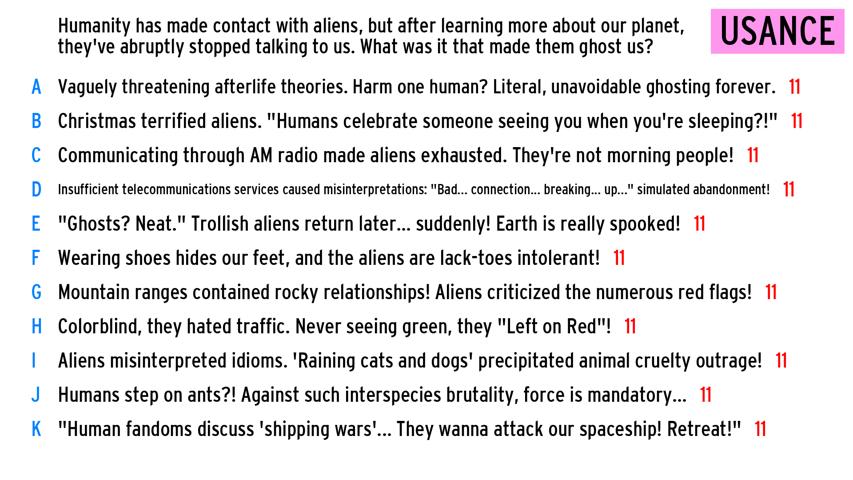 Humanity has made contact with aliens, but after learning more about our planet,
they've abruptly stopped talking to us. What was it that made them ghost us?
USANCE
A Vaguely threatening afterlife theories. Harm one human? Literal, unavoidable ghosting forever. 11
B Christmas terrified aliens. "Humans celebrate someone seeing you when you're sleeping?!" 11
C Communicating through AM radio made aliens exhausted. They're not morning people! 11
D Insufficient telecommunications services caused misinterpretations: "Bad... connection... breaking... up..." simulated abandonment! 11
E "Ghosts? Neat." Trollish aliens return later... suddenly! Earth is really spooked! 11
F Wearing shoes hides our feet, and the aliens are lack-toes intolerant! 11
G Mountain ranges contained rocky relationships! Aliens criticized the numerous red flags! 11
H Colorblind, they hated traffic. Never seeing green, they "Left on Red"! 11
I Aliens misinterpreted idioms. 'Raining cats and dogs' precipitated animal cruelty outrage! 11
J Humans step on ants?! Against such interspecies brutality, force is mandatory... 11
K "Human fandoms discuss 'shipping wars'... They wanna attack our spaceship! Retreat!" 11